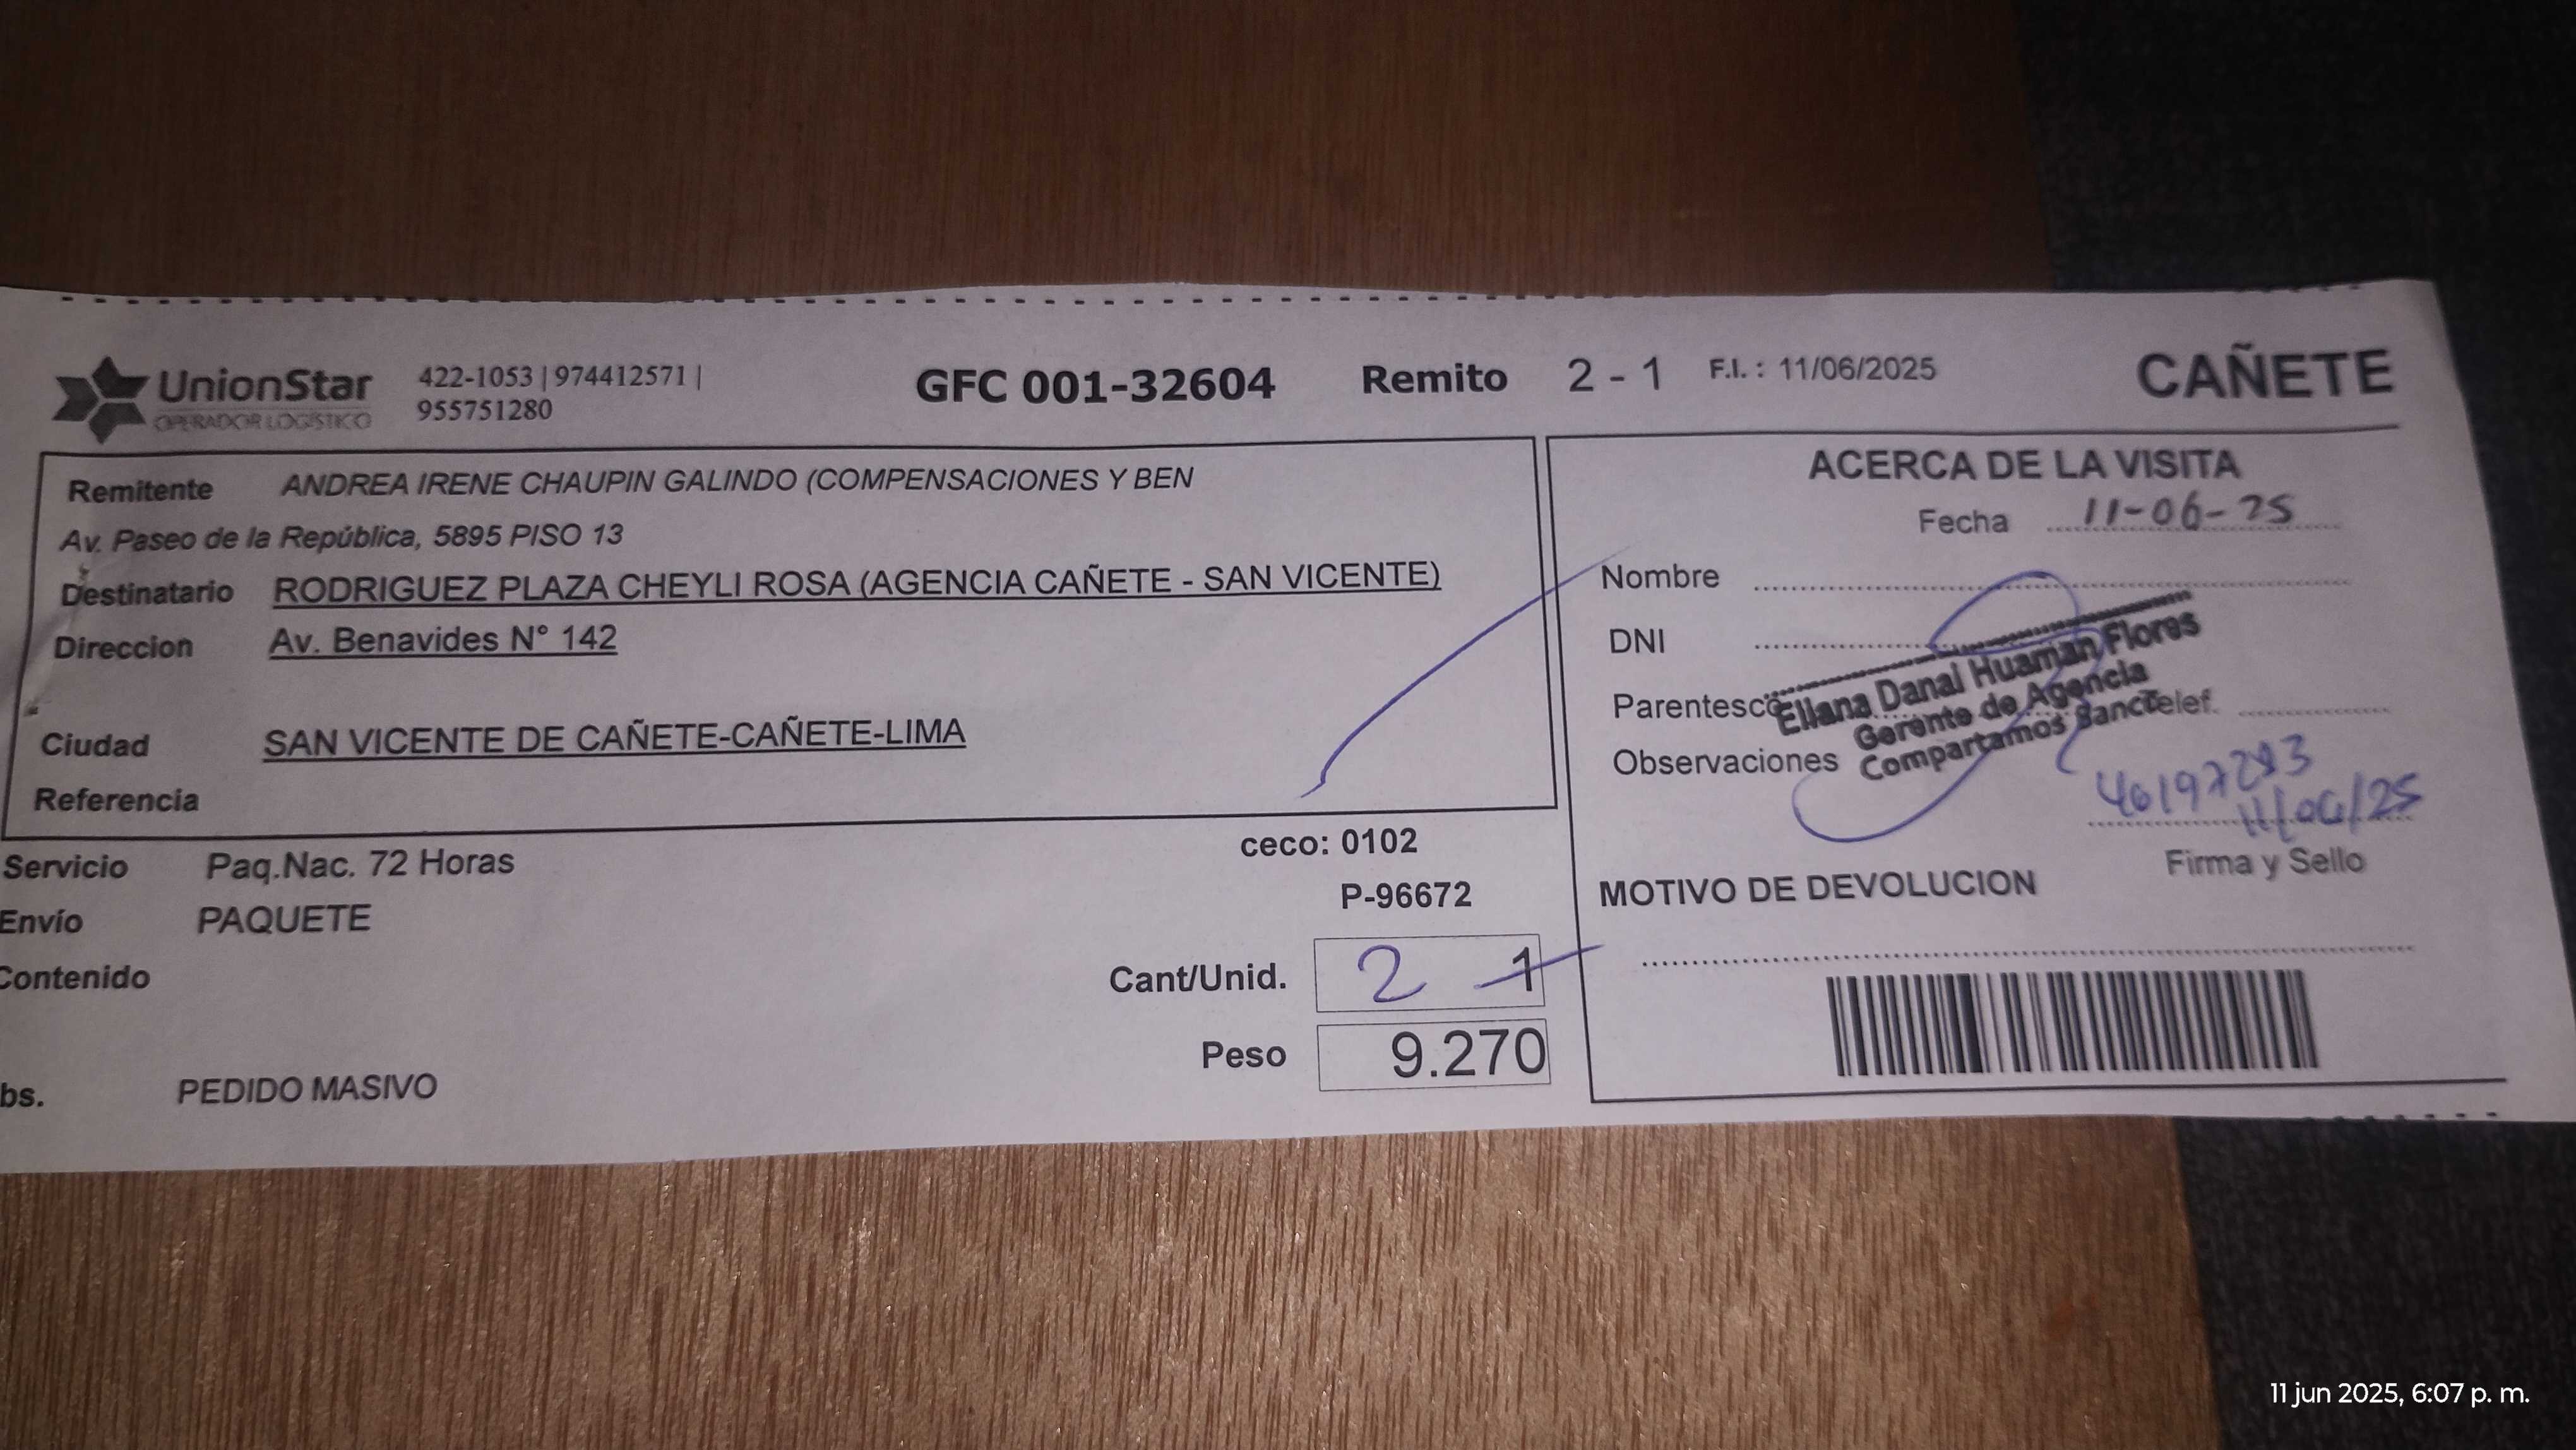 UnionStar
OPERADOR LOGÍSTICO
422-1053 | 974412571 |
955751280
GFC 001-32604
Remito 2 - 1
F.I. : 11/06/2025
CAÑETE
Remitente ANDREA IRENE CHAUPIN GALINDO (COMPENSACIONES Y BEN
Av. Paseo de la República, 5895 PISO 13
Destinatario RODRIGUEZ PLAZA CHEYLI ROSA (AGENCIA CAÑETE - SAN VICENTE)
Direccion Av. Benavides N° 142
Ciudad SAN VICENTE DE CAÑETE-CAÑETE-LIMA
Referencia
Servicio Paq.Nac. 72 Horas
Envío PAQUETE
Contenido
bs. PEDIDO MASIVO
ceco: 0102
P-96672
Cant/Unid. 2 1
Peso 9.270
ACERCA DE LA VISITA
Fecha 11-06-25
Nombre
DNI
Parentesco
Telef.
Observaciones
Eliana Danai Huaman Flores
Gerente de Agencia
Compartamos Banco
11/06/25
Firma y Sello
MOTIVO DE DEVOLUCION
11 jun 2025, 6:07 p. m.